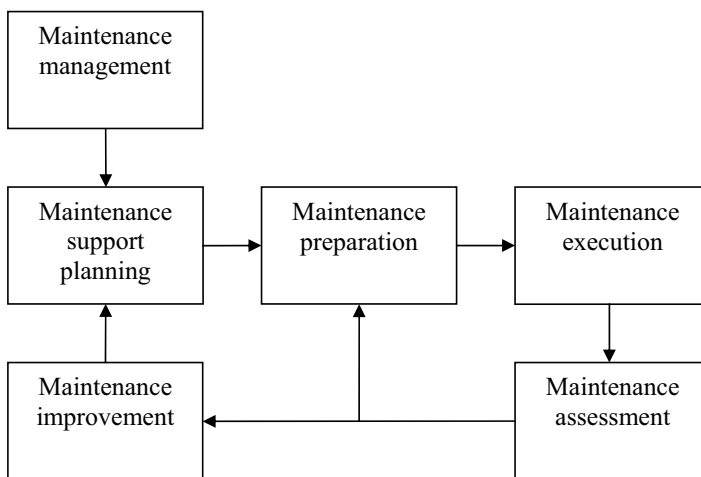 Maintenance
management
Maintenance
support
planning
Maintenance
preparation
Maintenance
execution
Maintenance
improvement
Maintenance
assessment